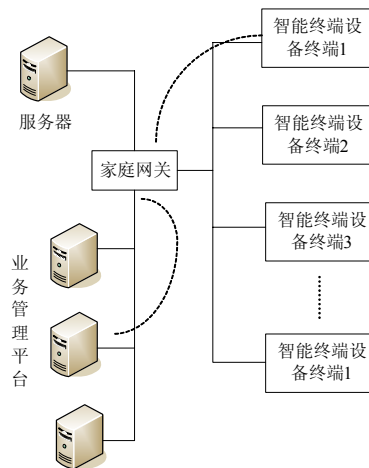 智能终端设
备终端1
服务器
智能终端设
备终端2
家庭网关
智能终端设
备终端3
业
务
管
理
平
台
智能终端设
备终端1